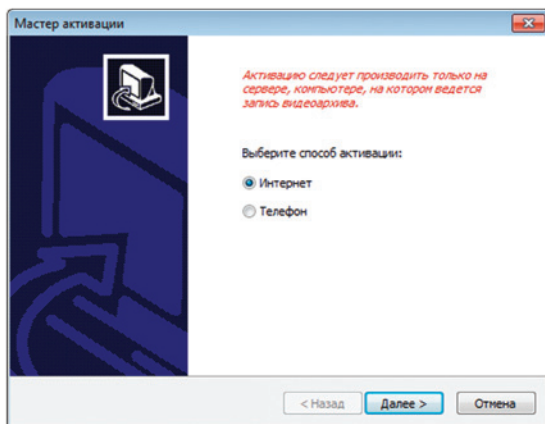 Мастер активации
Активацию следует производить только на
сервере, компьютере, на котором ведется
запись видеоархива.
Выберите способ активации:
Интернет
Телефон
< Назад
Далее >
Отмена